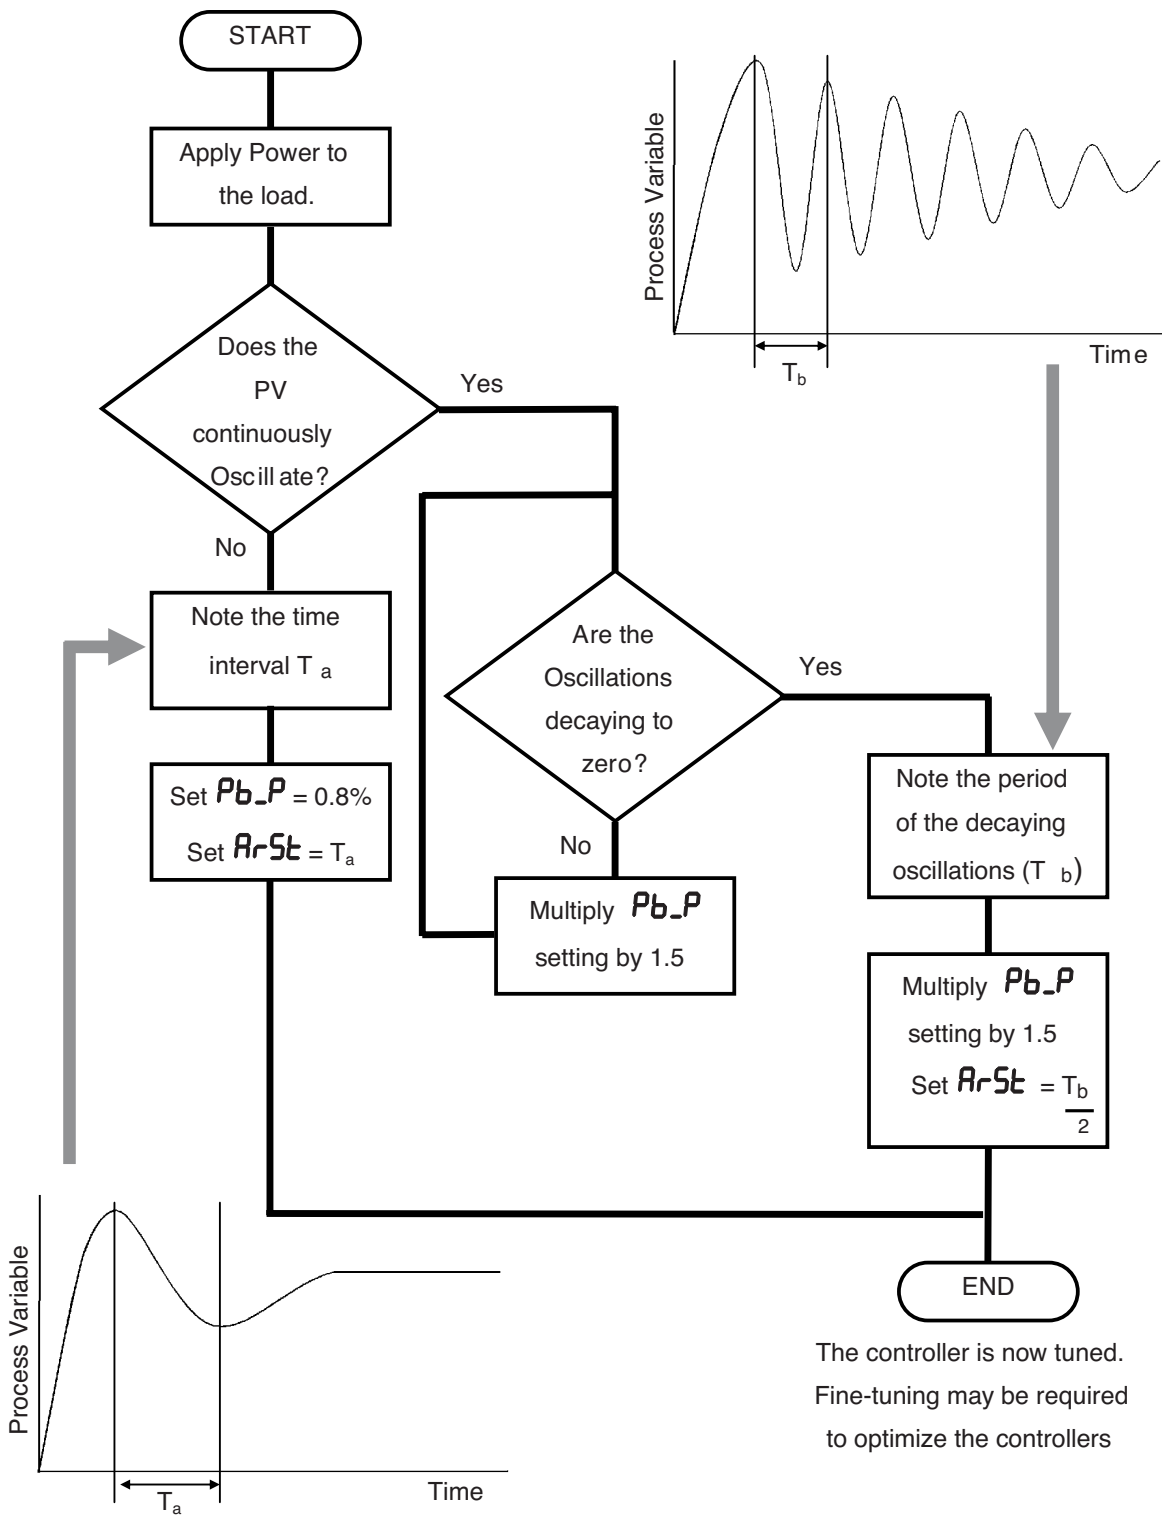 START
Apply Power to
the load.
Does the
PV
continuously
Oscillate?
Yes
No
Note the time
interval Ta
Set Pb_P = 0.8%
Set ArSt = Ta
Are the
Oscillations
decaying to
zero?
Yes
No
Multiply Pb_P
setting by 1.5
Process Variable
Time
Tb
Note the period
of the decaying
oscillations (Tb)
Multiply Pb_P
setting by 1.5
Set ArSt = Tb
2
END
The controller is now tuned.
Fine-tuning may be required
to optimize the controllers
Process Variable
Time
Ta